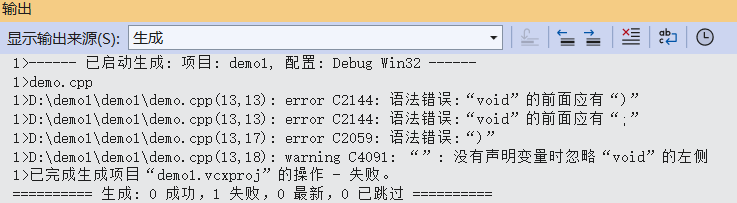 输出
显示输出来源(S): 生成
1>------ 已启动生成: 项目: demo1, 配置: Debug Win32 ------
1>demo.cpp
1>D:\demo1\demo1\demo.cpp(13,13): error C2144: 语法错误:“void”的前面应有“)”
1>D:\demo1\demo1\demo.cpp(13,13): error C2144: 语法错误:“void”的前面应有“;”
1>D:\demo1\demo1\demo.cpp(13,17): error C2059: 语法错误:“)”
1>D:\demo1\demo1\demo.cpp(13,18): warning C4091: “”: 没有声明变量时忽略“void”的左侧
1>已完成生成项目“demo1.vcxproj”的操作 - 失败。
========== 生成: 0 成功，1 失败，0 最新，0 已跳过 ==========